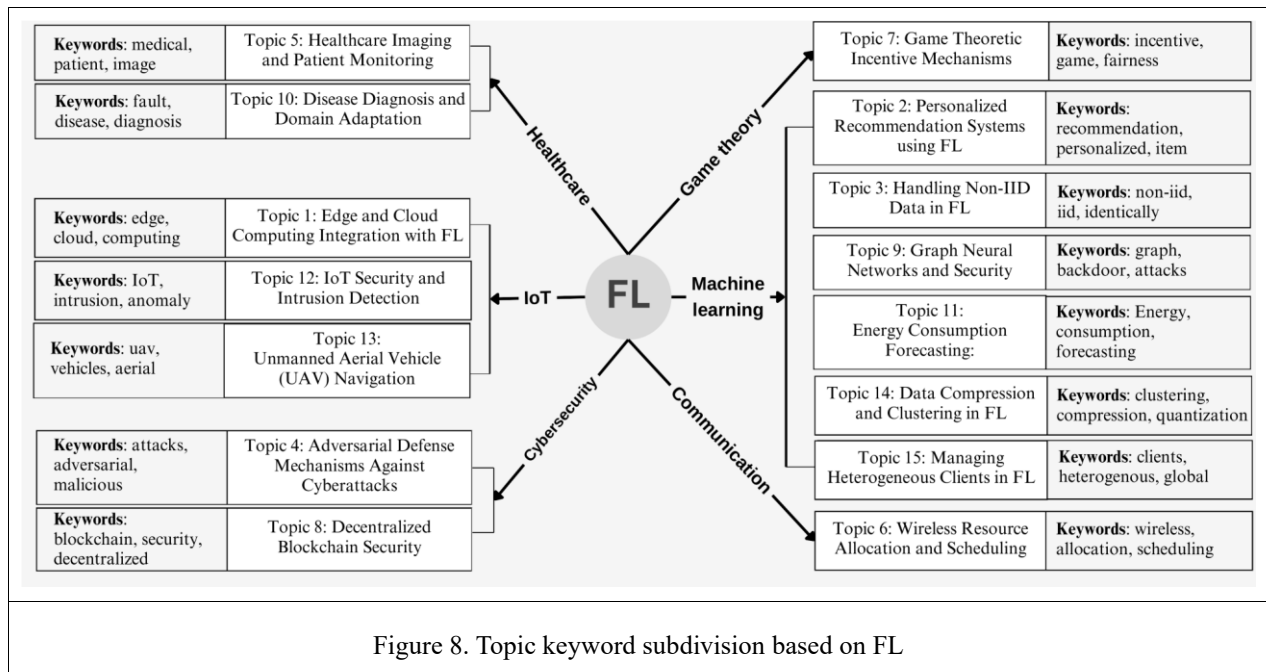 Keywords: medical,
patient, image
Topic 5: Healthcare Imaging
and Patient Monitoring
Keywords: fault,
disease, diagnosis
Topic 10: Disease Diagnosis and
Domain Adaptation
Healthcare
Keywords: edge,
cloud, computing
Topic 1: Edge and Cloud
Computing Integration with FL
Keywords: IoT,
intrusion, anomaly
Topic 12: IoT Security and
Intrusion Detection
Keywords: uav,
vehicles, aerial
Topic 13:
Unmanned Aerial Vehicle
(UAV) Navigation
IoT
Keywords: attacks,
adversarial,
malicious
Topic 4: Adversarial Defense
Mechanisms Against
Cyberattacks
Keywords:
blockchain, security,
decentralized
Topic 8: Decentralized
Blockchain Security
Cybersecurity
FL
Game theory
Topic 7: Game Theoretic
Incentive Mechanisms
Keywords: incentive,
game, fairness
Machine
learning
Topic 2: Personalized
Recommendation Systems
using FL
Keywords:
recommendation,
personalized, item
Topic 3: Handling Non-IID
Data in FL
Keywords: non-iid,
iid, identically
Topic 9: Graph Neural
Networks and Security
Keywords: graph,
backdoor, attacks
Topic 11:
Energy Consumption
Forecasting:
Keywords: Energy,
consumption,
forecasting
Topic 14: Data Compression
and Clustering in FL
Keywords: clustering,
compression, quantization
Topic 15: Managing
Heterogeneous Clients in FL
Keywords: clients,
heterogenous, global
Communication
Topic 6: Wireless Resource
Allocation and Scheduling
Keywords: wireless,
allocation, scheduling
Figure 8. Topic keyword subdivision based on FL